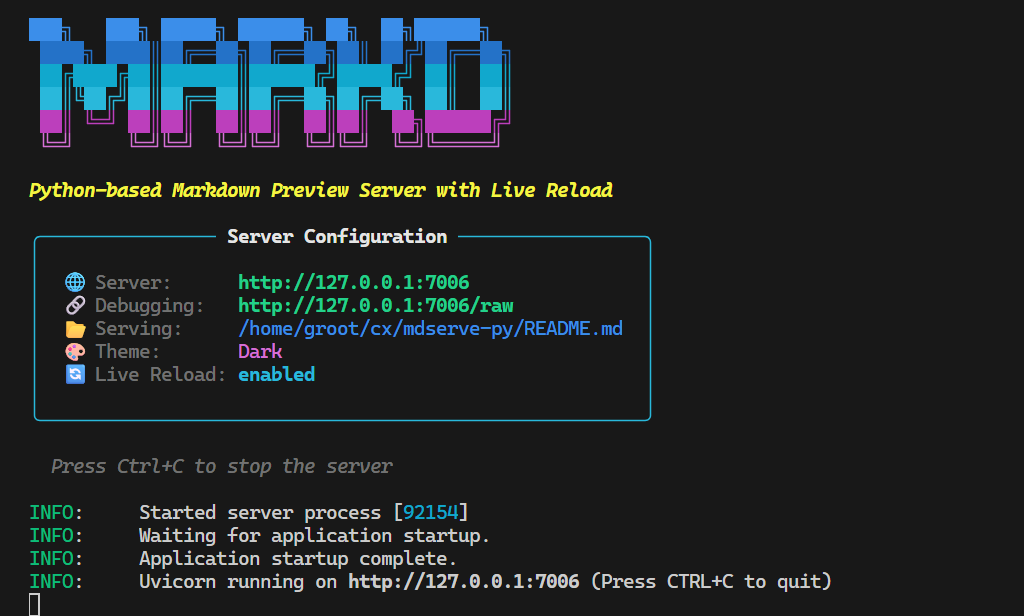 MARKD
Python-based Markdown Preview Server with Live Reload
Server Configuration
Server: http://127.0.0.1:7006
Debugging: http://127.0.0.1:7006/raw
Serving: /home/groot/cx/mdserve-py/README.md
Theme: Dark
Live Reload: enabled
Press Ctrl+C to stop the server
INFO: Started server process [92154]
INFO: Waiting for application startup.
INFO: Application startup complete.
INFO: Uvicorn running on http://127.0.0.1:7006 (Press CTRL+C to quit)